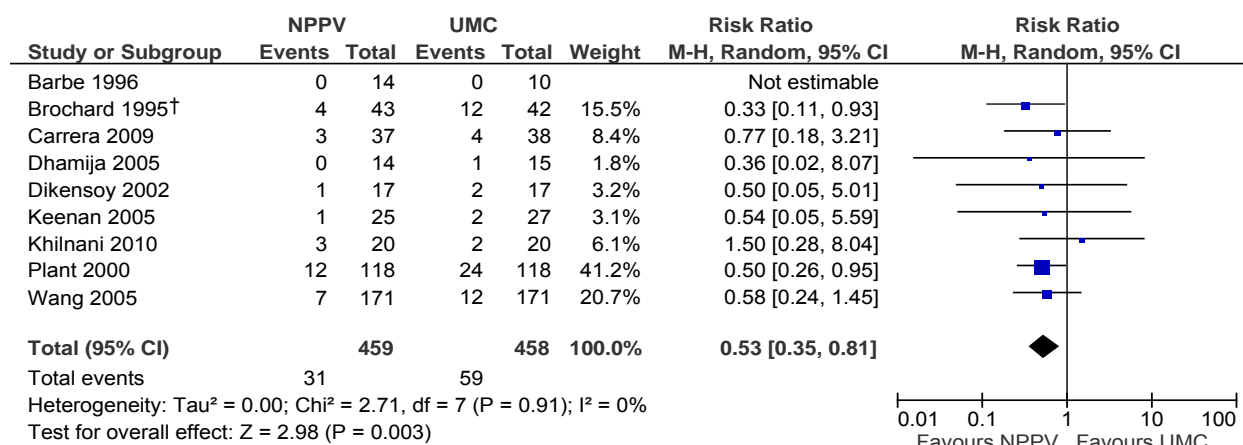 NPPV UMC Risk Ratio Risk Ratio
Study or Subgroup Events Total Events Total Weight M-H, Random, 95% CI M-H, Random, 95% CI
Barbe 1996 0 14 0 10 Not estimable
Brochard 1995† 4 43 12 42 15.5% 0.33 [0.11, 0.93]
Carrera 2009 3 37 4 38 8.4% 0.77 [0.18, 3.21]
Dhamija 2005 0 14 1 15 1.8% 0.36 [0.02, 8.07]
Dikensoy 2002 1 17 2 17 3.2% 0.50 [0.05, 5.01]
Keenan 2005 1 25 2 27 3.1% 0.54 [0.05, 5.59]
Khilnani 2010 3 20 2 20 6.1% 1.50 [0.28, 8.04]
Plant 2000 12 118 24 118 41.2% 0.50 [0.26, 0.95]
Wang 2005 7 171 12 171 20.7% 0.58 [0.24, 1.45]
Total (95% CI) 459 458 100.0% 0.53 [0.35, 0.81]
Total events 31 59
Heterogeneity: Tau² = 0.00; Chi² = 2.71, df = 7 (P = 0.91); I² = 0%
Test for overall effect: Z = 2.98 (P = 0.003)
0.01 0.1 1 10 100
Favours NPPV Favours UMC